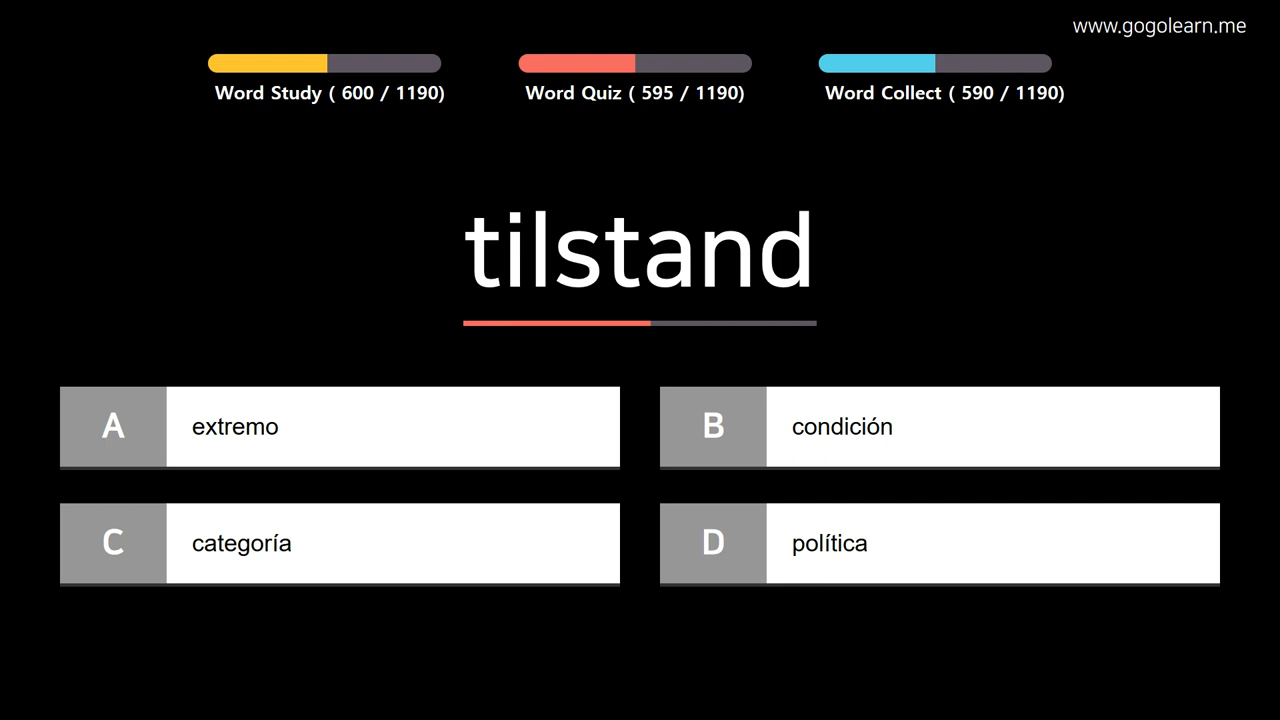 www.gogolearn.me
Word Study ( 600 / 1190)
Word Quiz ( 595 / 1190)
Word Collect ( 590 / 1190)
tilstand
A extremo
B condición
C categoría
D política